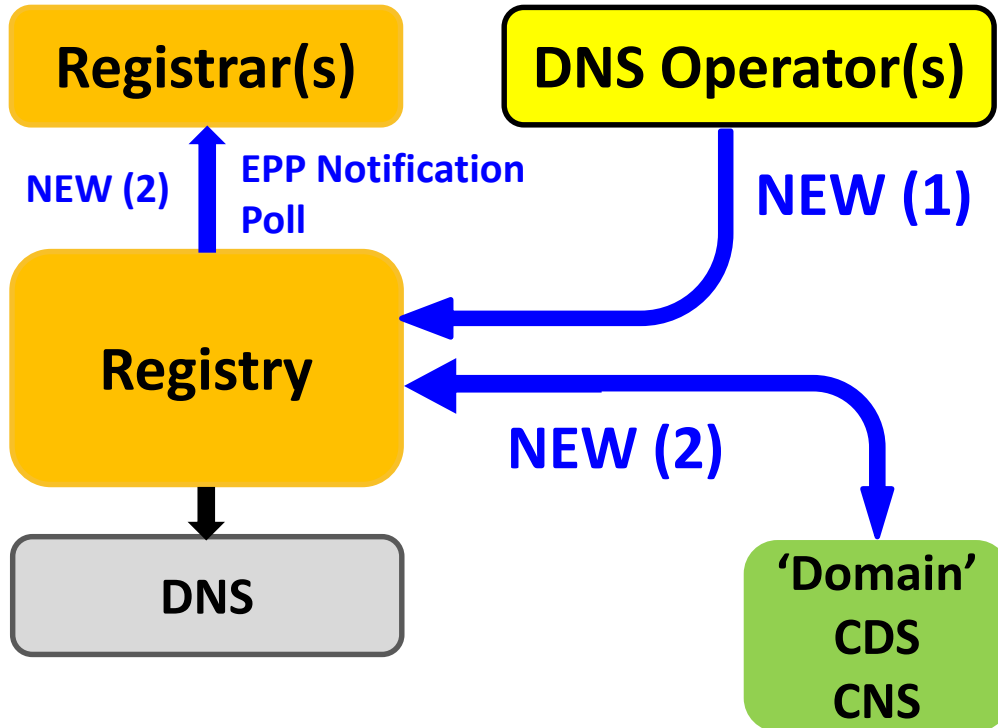 Registrar(s)
DNS Operator(s)
NEW (2)
EPP Notification
Poll
NEW (1)
Registry
NEW (2)
DNS
‘Domain’
CDS
CNS